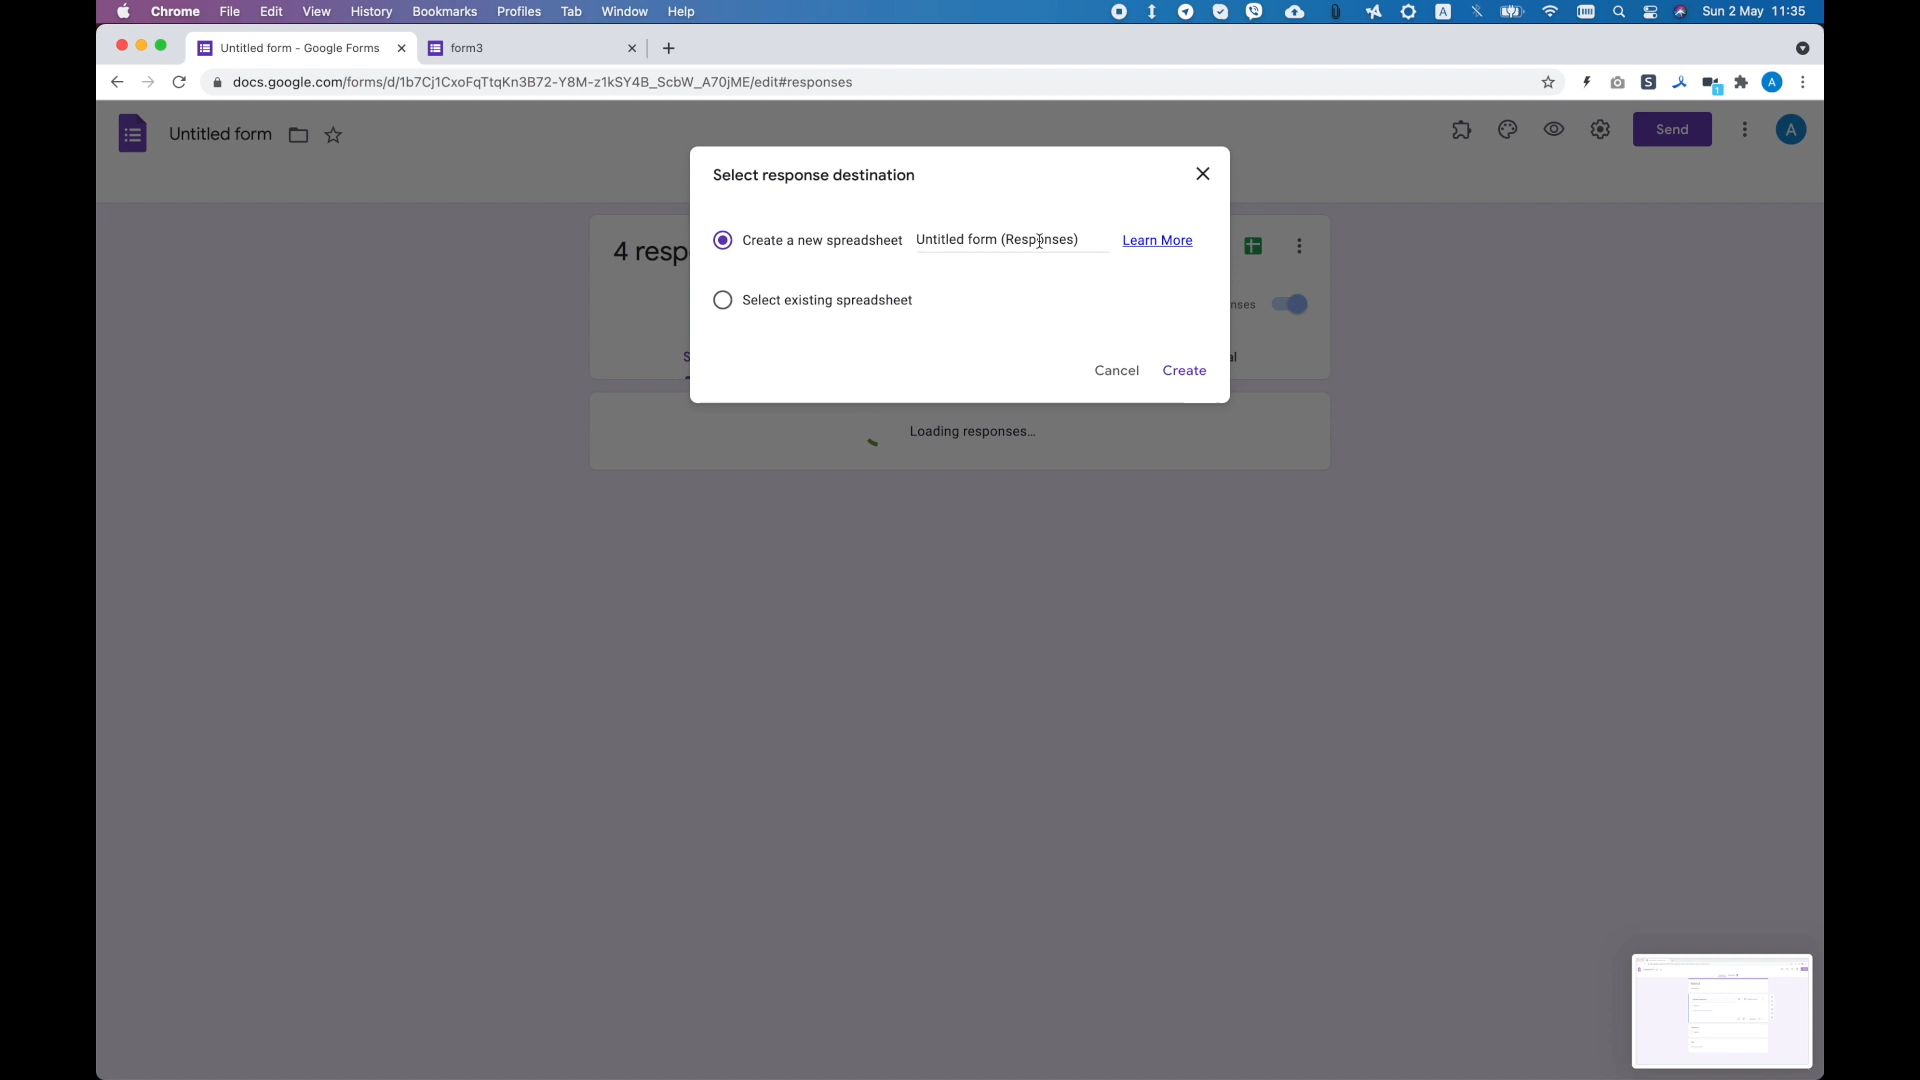 Chrome File Edit View History Bookmarks Profiles Tab Window Help A Sun 2 May 11:35
Untitled form - Google Forms form3
docs.google.com/forms/d/1b7Cj1CxoFqTtqKn3B72-Y8M-z1kSY4B_ScbW_A70jME/edit#responses S 1 A
Untitled form Send A
Select response destination
4 resp
Create a new spreadsheet Untitled form (Responses) Learn More
Select existing spreadsheet
nses
S
al
Cancel Create
Loading responses...